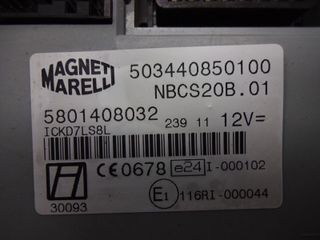 MAGNETI
MARELLI
503440850100
NBCS20B.01
5801408032
239 11 12V=
ICKD7LS8L
CE0678 e24 I-000102
30093
E1 116RI-000044